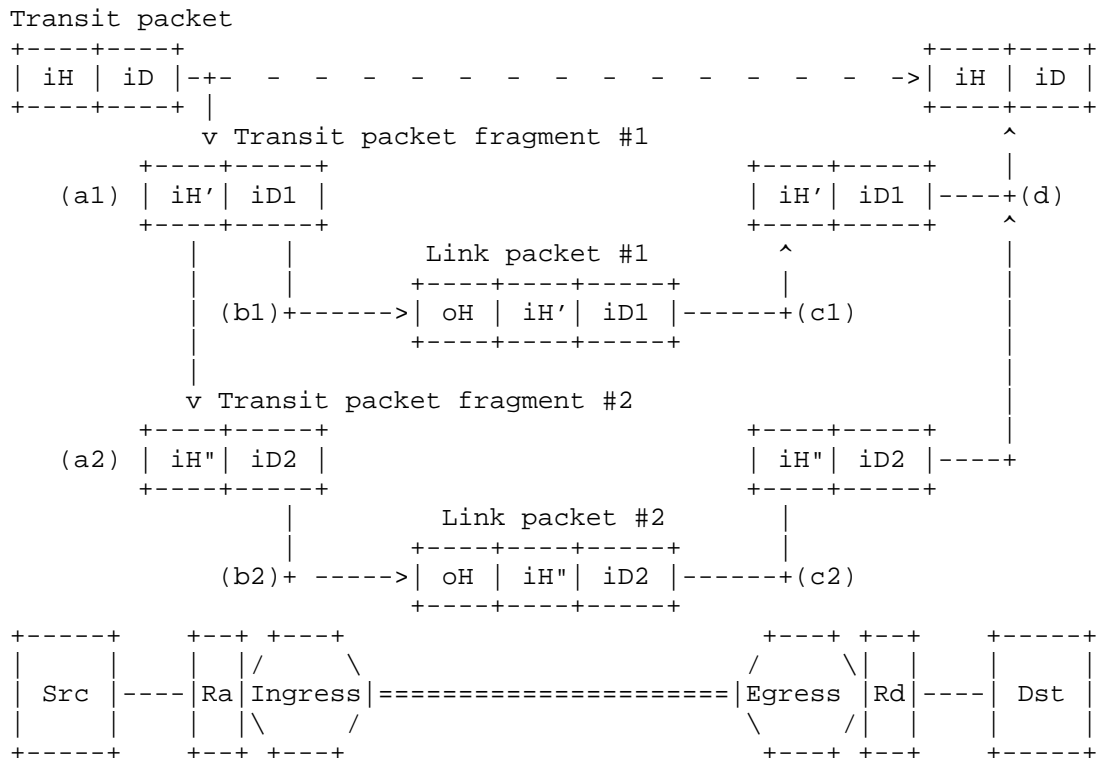 Transit packet
iH iD iH iD
Transit packet fragment #1
(a1) iH' iD1 iH' iD1 (d)
Link packet #1
(b1) oH iH' iD1 (c1)
Transit packet fragment #2
(a2) iH" iD2 iH" iD2
Link packet #2
(b2) oH iH" iD2 (c2)
Src Ra Ingress Egress Rd Dst